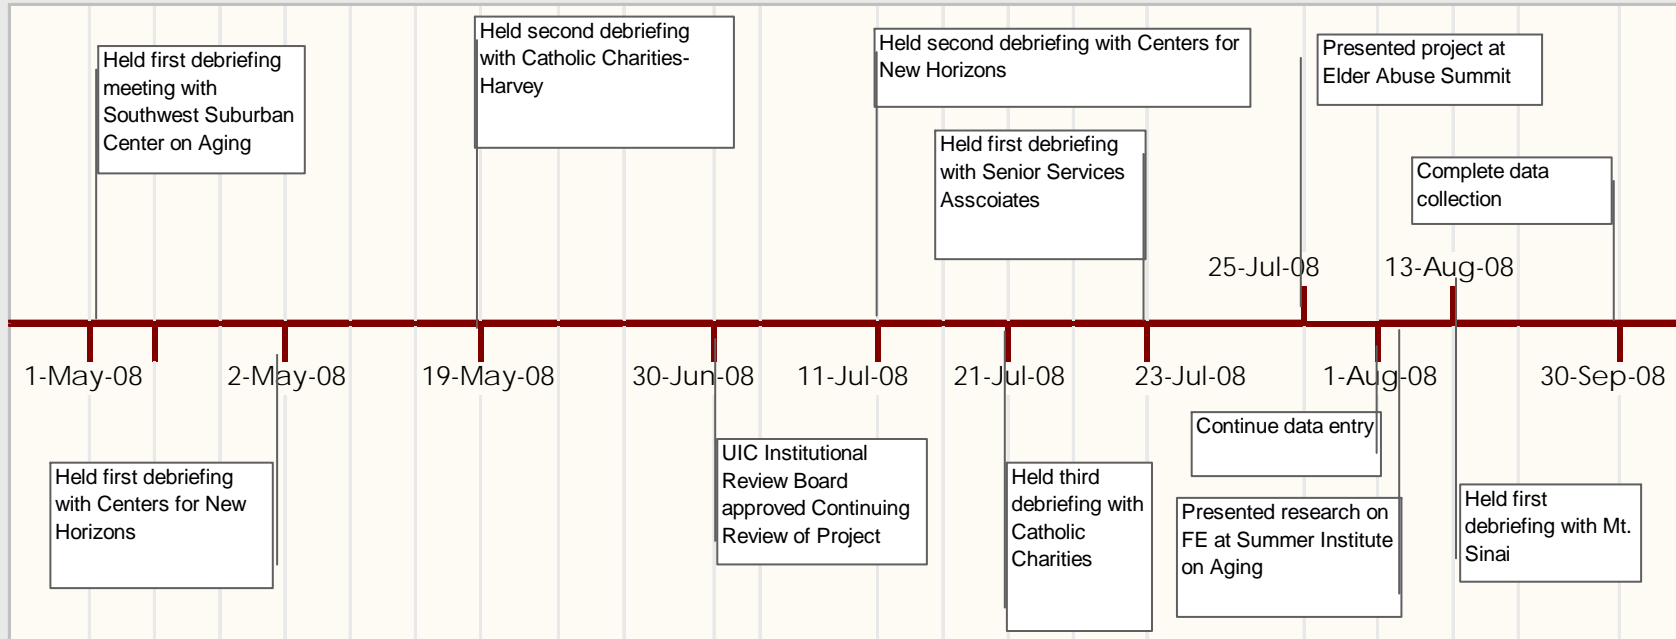 Held first debriefing
meeting with
Southwest Suburban
Center on Aging
Held second debriefing
with Catholic Charities-
Harvey
Held second debriefing with Centers for
New Horizons
Held first debriefing
with Senior Services
Asscoiates
Presented project at
Elder Abuse Summit
Complete data
collection
25-Jul-08
13-Aug-08
1-May-08
2-May-08
19-May-08
30-Jun-08
11-Jul-08
21-Jul-08
23-Jul-08
1-Aug-08
30-Sep-08
Held first debriefing
with Centers for New
Horizons
UIC Institutional
Review Board
approved Continuing
Review of Project
Held third
debriefing with
Catholic
Charities
Continue data entry
Presented research on
FE at Summer Institute
on Aging
Held first
debriefing with Mt.
Sinai